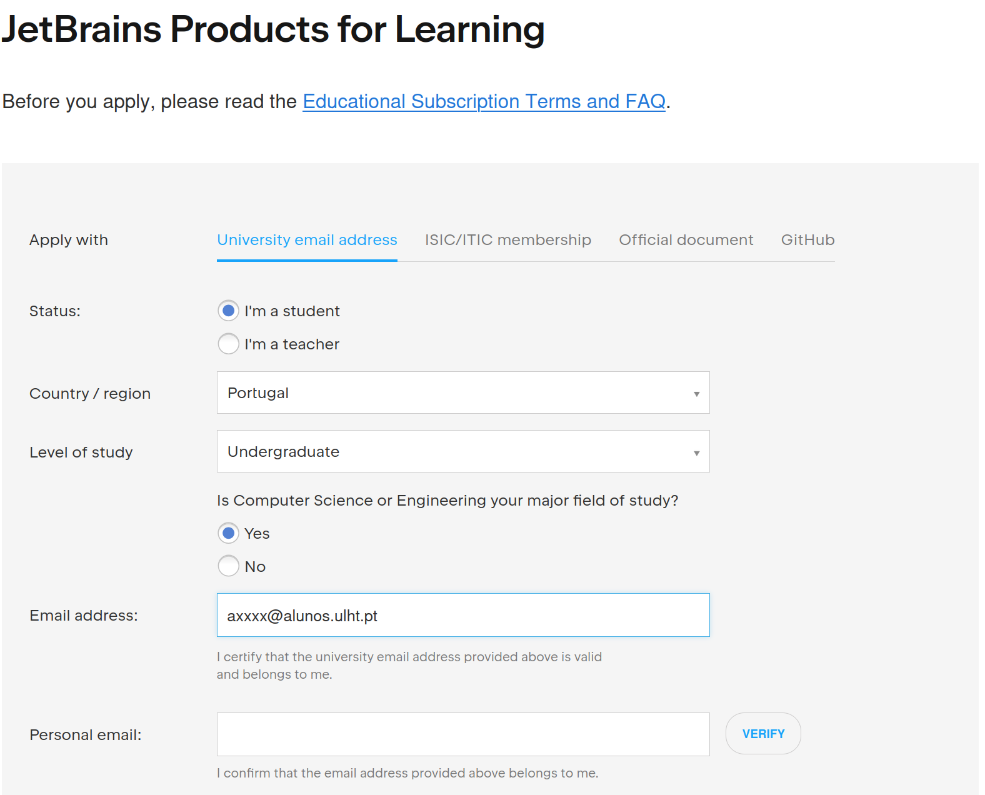 JetBrains Products for Learning
Before you apply, please read the Educational Subscription Terms and FAQ.
Apply with University email address ISIC/ITIC membership Official document GitHub
Status: I'm a student
I'm a teacher
Country / region Portugal
Level of study Undergraduate
Is Computer Science or Engineering your major field of study?
Yes
No
Email address: axxxx@alunos.ulht.pt
I certify that the university email address provided above is valid
and belongs to me.
Personal email: VERIFY
I confirm that the email address provided above belongs to me.